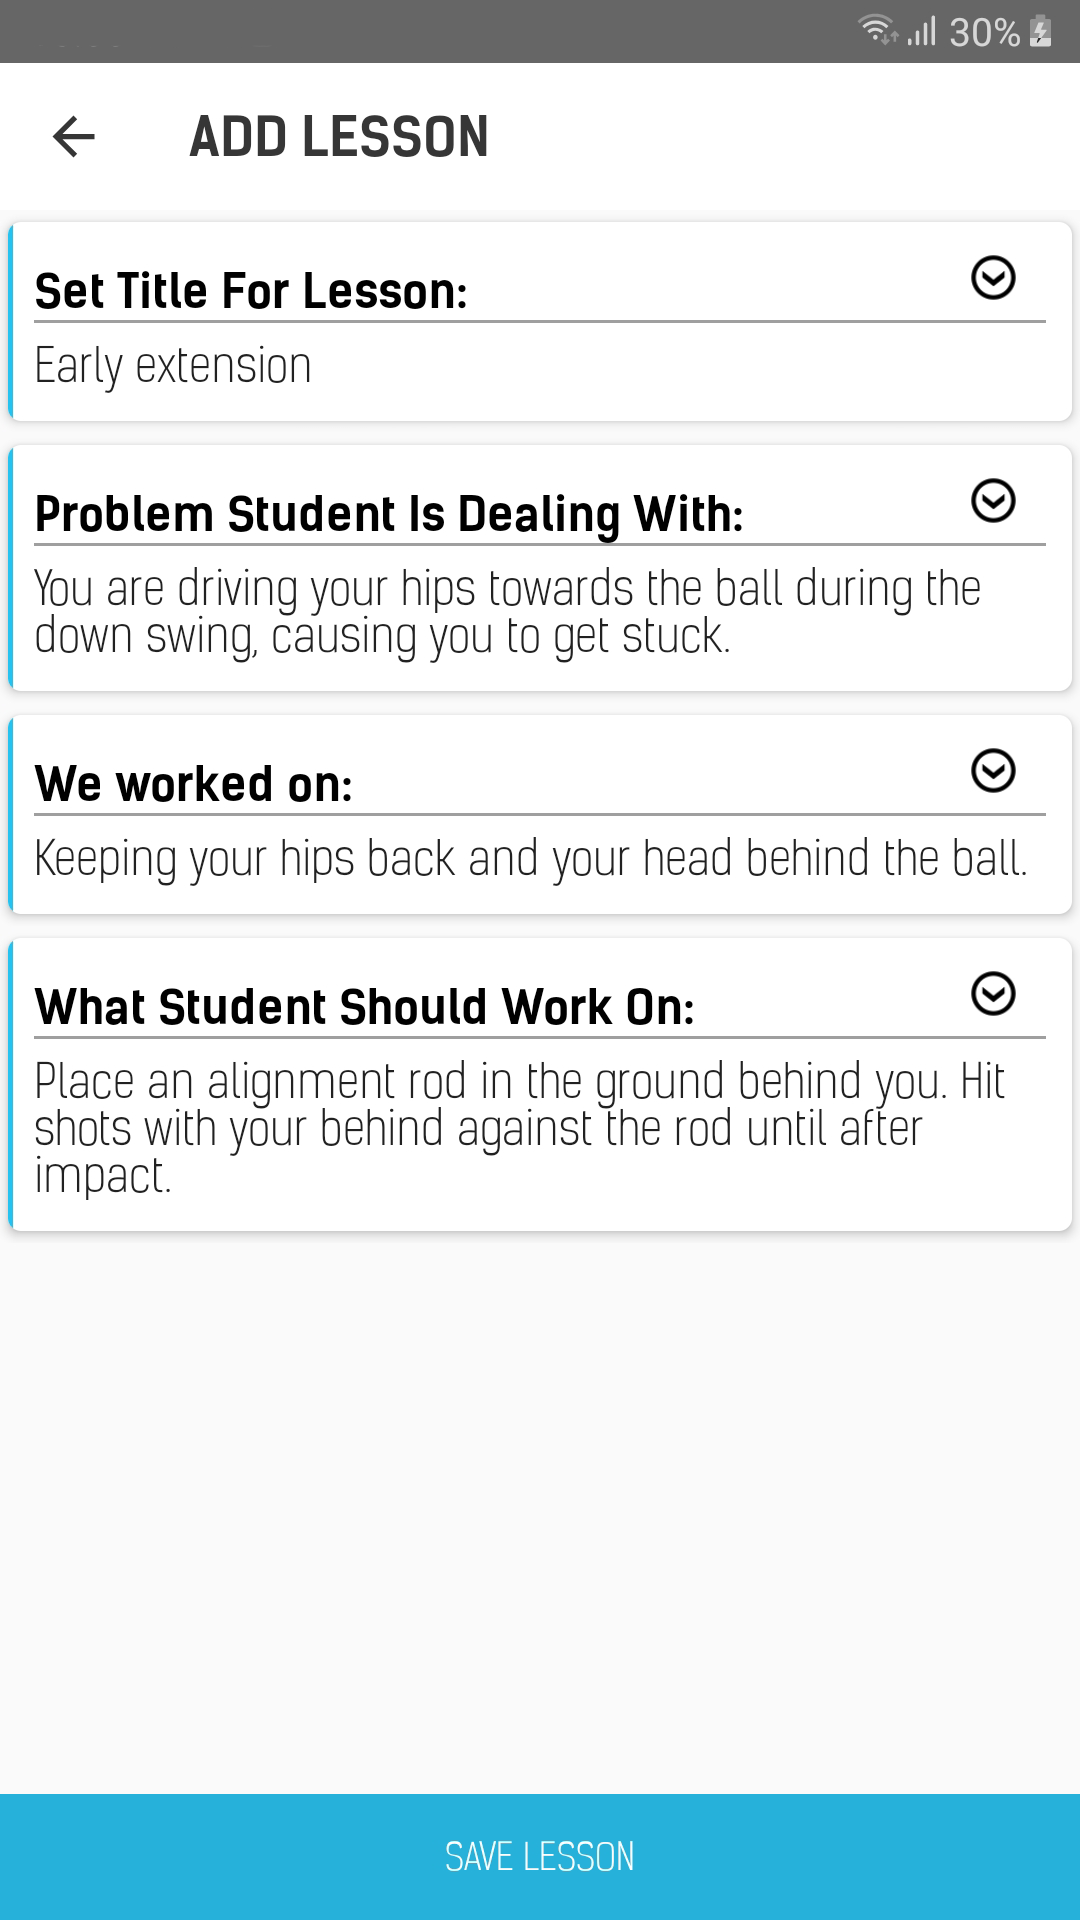 30%
ADD LESSON
Set Title For Lesson:
Early extension
Problem Student Is Dealing With:
You are driving your hips towards the ball during the
down swing, causing you to get stuck.
We worked on:
Keeping your hips back and your head behind the ball.
What Student Should Work On:
Place an alignment rod in the ground behind you. Hit
shots with your behind against the rod until after
impact.
SAVE LESSON